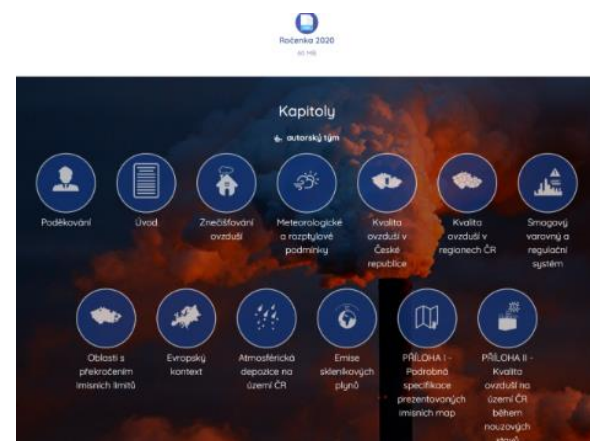 Ročenka 2020
Kapitoly
autorský tým
Poděkování
Úvod
Znečišťování
ovzduší
Meteorologické
a rozptylové
podmínky
Kvalita
ovzduší v
České
republice
Kvalita
ovzduší v
regionech ČR
Smogový
varovný a
regulační
systém
Oblasti s
překročením
imisních limitů
Evropský
kontext
Atmosférická
depozice na
území ČR
Emise
skleníkových
plynů
PŘÍLOHA I -
Podrobná
specifikace
prezentovaných
imisních map
PŘÍLOHA II -
Kvalita
ovzduší na
území ČR
během
nouzových